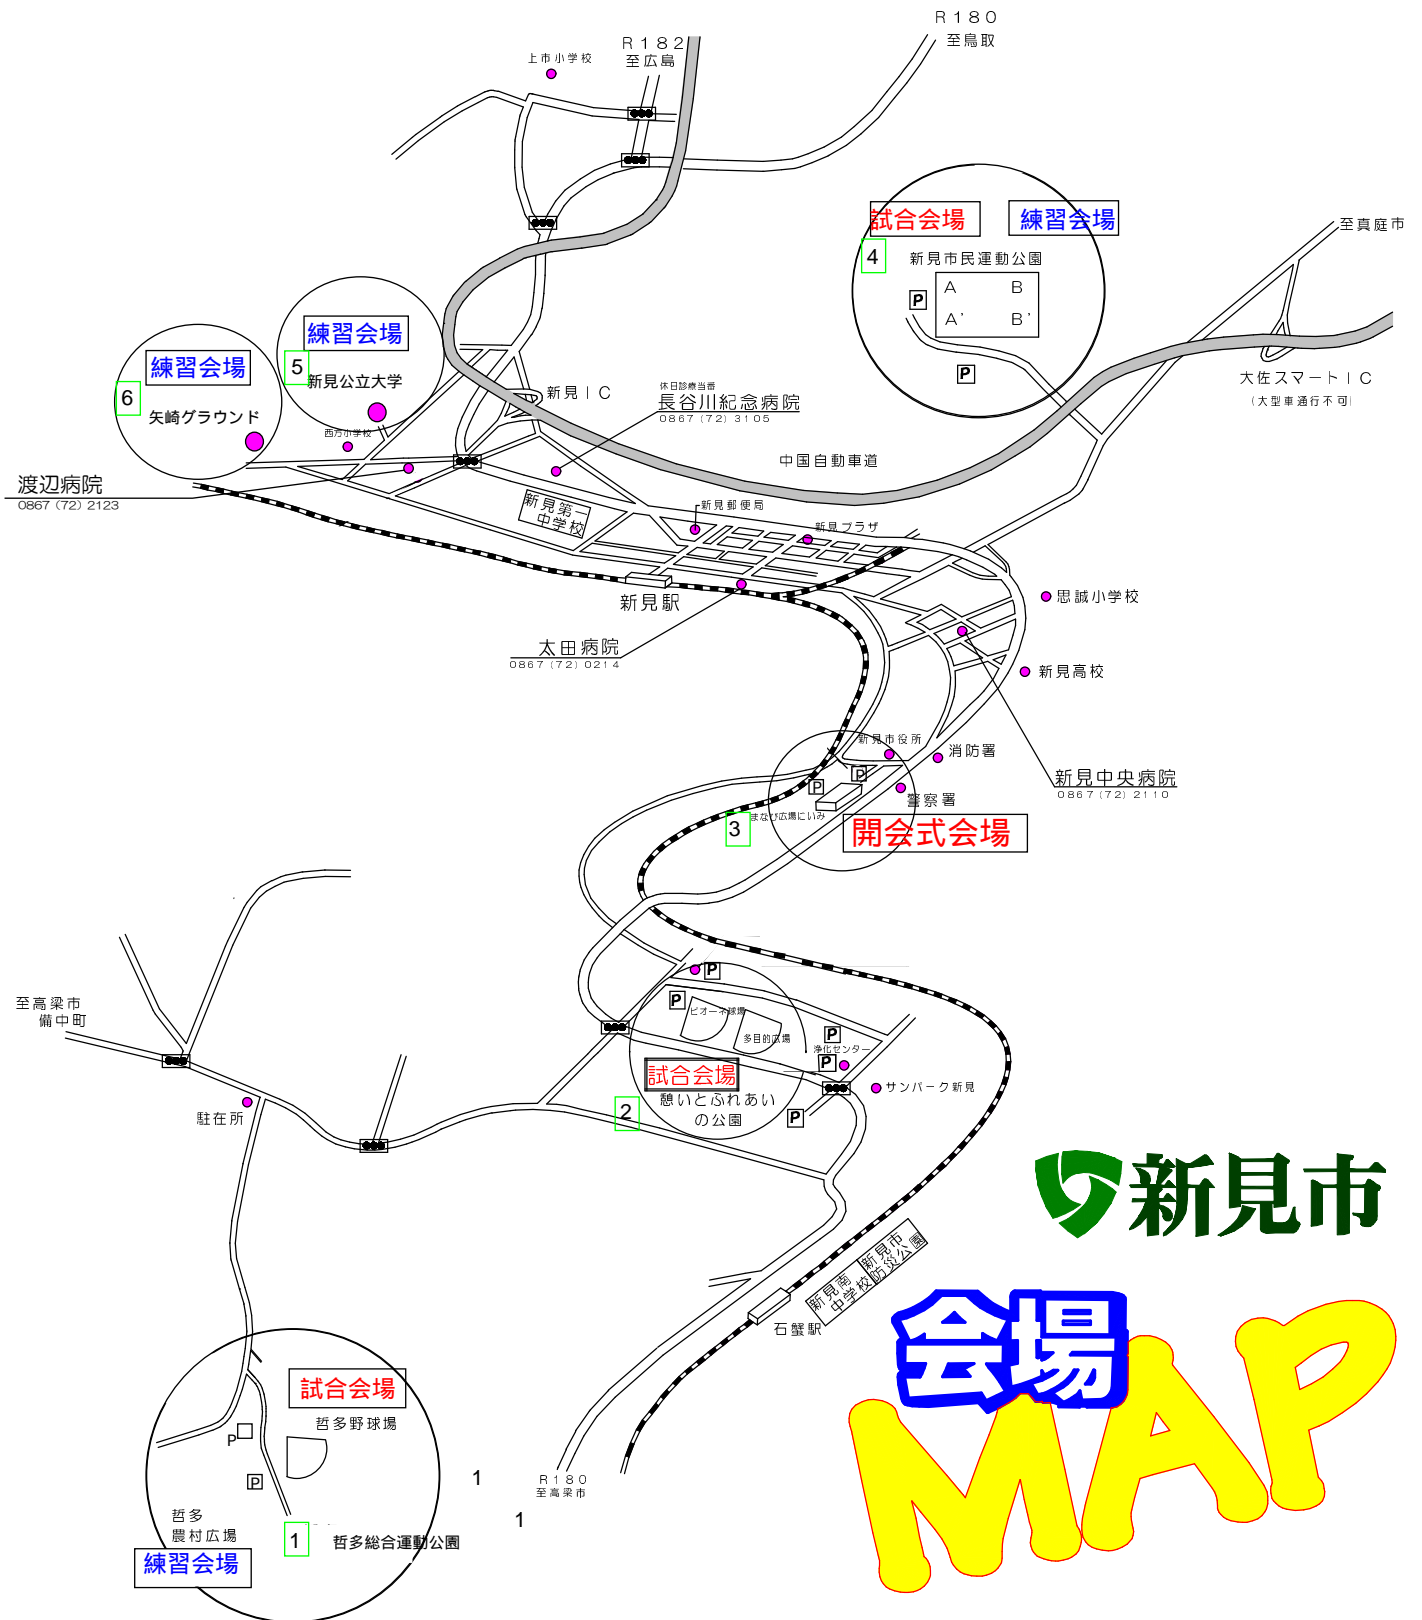 R180
至鳥取
R182
至広島
上市小学校
試合会場
練習会場
4
新見市民運動公園
A B
A' B'
P
P
至真庭市
大佐スマートIC
(大型車通行不可)
練習会場
5
新見公立大学
練習会場
6
矢崎グラウンド
西方小学校
新見IC
休日診療当番
長谷川紀念病院
0867(72)3105
中国自動車道
渡辺病院
0867(72)2123
新見第一
中学校
新見郵便局
新見プラザ
新見駅
太田病院
0867(72)0214
思誠小学校
新見高校
新見市役所
消防署
新見中央病院
0867(72)2110
P
P
警察署
3
まなび広場にいみ
開会式会場
至高梁市
備中町
駐在所
P
P
ピオーネ球場
多目的広場
P
浄化センター
P
サンパーク新見
試合会場
憩いとふれあい
の公園
2
P
新見市
新見市
防災公園
新見南
中学校
石蟹駅
会場
MAP
試合会場
哲多野球場
P
P
哲多
農村広場
練習会場
1
哲多総合運動公園
1
1
R180
至高梁市